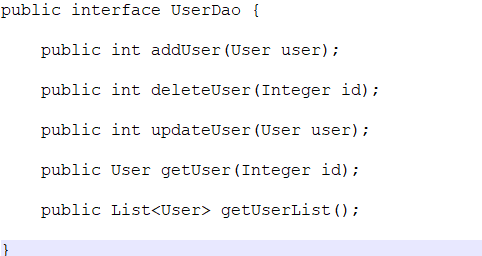 public interface UserDao {
public int addUser(User user);
public int deleteUser(Integer id);
public int updateUser(User user);
public User getUser(Integer id);
public List<User> getUserList();
}